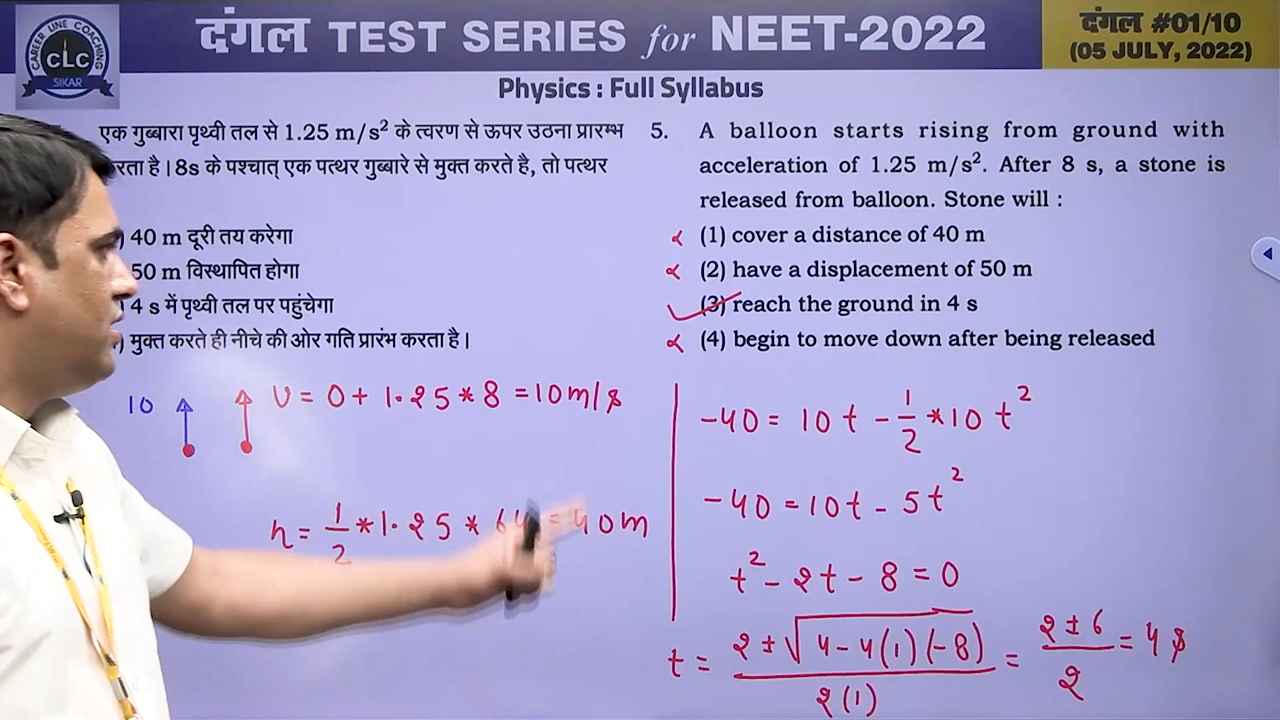 CAREER LINE COACHING
CLC
SIKAR
दंगल TEST SERIES for NEET-2022
दंगल #01/10
(05 JULY, 2022)
Physics : Full Syllabus
एक गुब्बारा पृथ्वी तल से 1.25 m/s² के त्वरण से ऊपर उठना प्रारम्भ
है। 8s के पश्चात् एक पत्थर गुब्बारे से मुक्त करते है, तो पत्थर
40 m दूरी तय करेगा
50 m विस्थापित होगा
4 s में पृथ्वी तल पर पहुंचेगा
) मुक्त करते ही नीचे की ओर गति प्रारंभ करता है।
5. A balloon starts rising from ground with
acceleration of 1.25 m/s². After 8 s, a stone is
released from balloon. Stone will :
(1) cover a distance of 40 m
(2) have a displacement of 50 m
(3) reach the ground in 4 s
(4) begin to move down after being released
10
v = 0 + 1.25 * 8 = 10 m/s
h = 1/2 * 1.25 * 64 = 40m
-40 = 10t - 1/2 * 10 t²
-40 = 10t - 5t²
t² - 2t - 8 = 0
t = 2 ± √4 - 4(1)(-8) / 2(1) = 2 ± 6 / 2 = 4 s